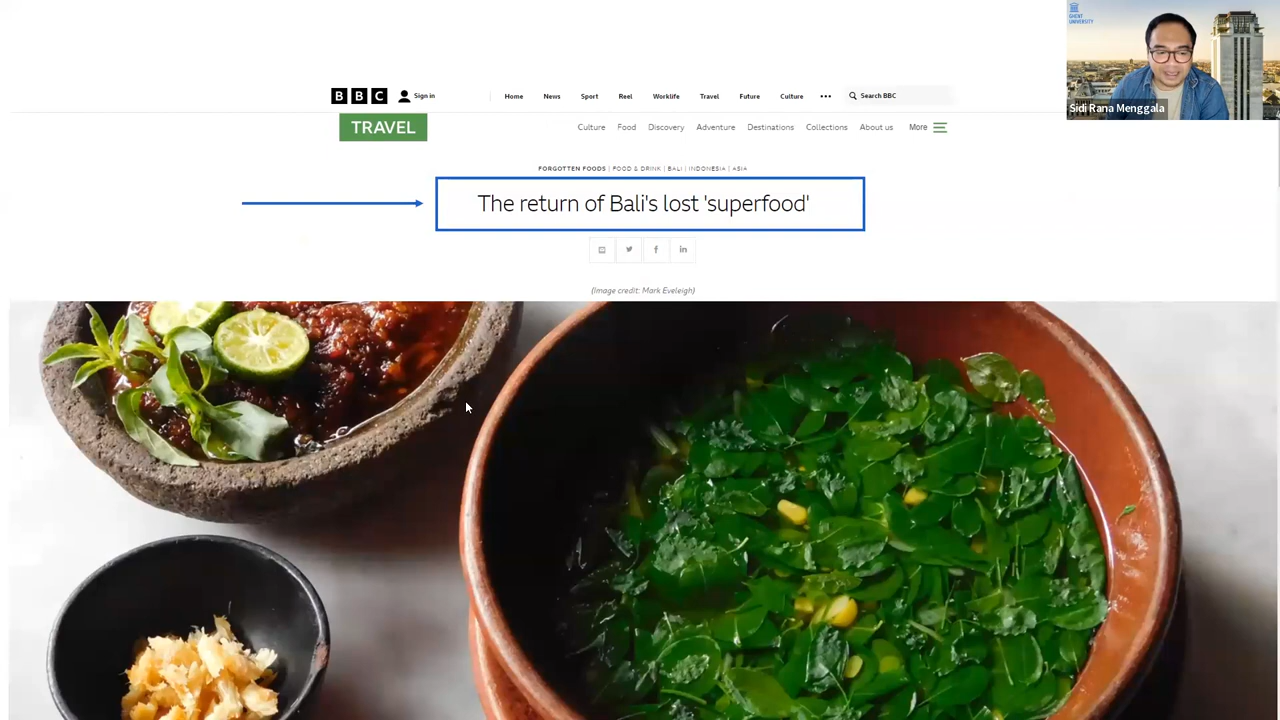 GHENT
UNIVERSITY
Sidi Rana Menggala
BBC Sign in Home News Sport Reel Worklife Travel Future Culture ••• Search BBC
TRAVEL Culture Food Discovery Adventure Destinations Collections About us More
FORGOTTEN FOODS | FOOD & DRINK | BALI | INDONESIA | ASIA
The return of Bali's lost 'superfood'
(Image credit: Mark Eveleigh)